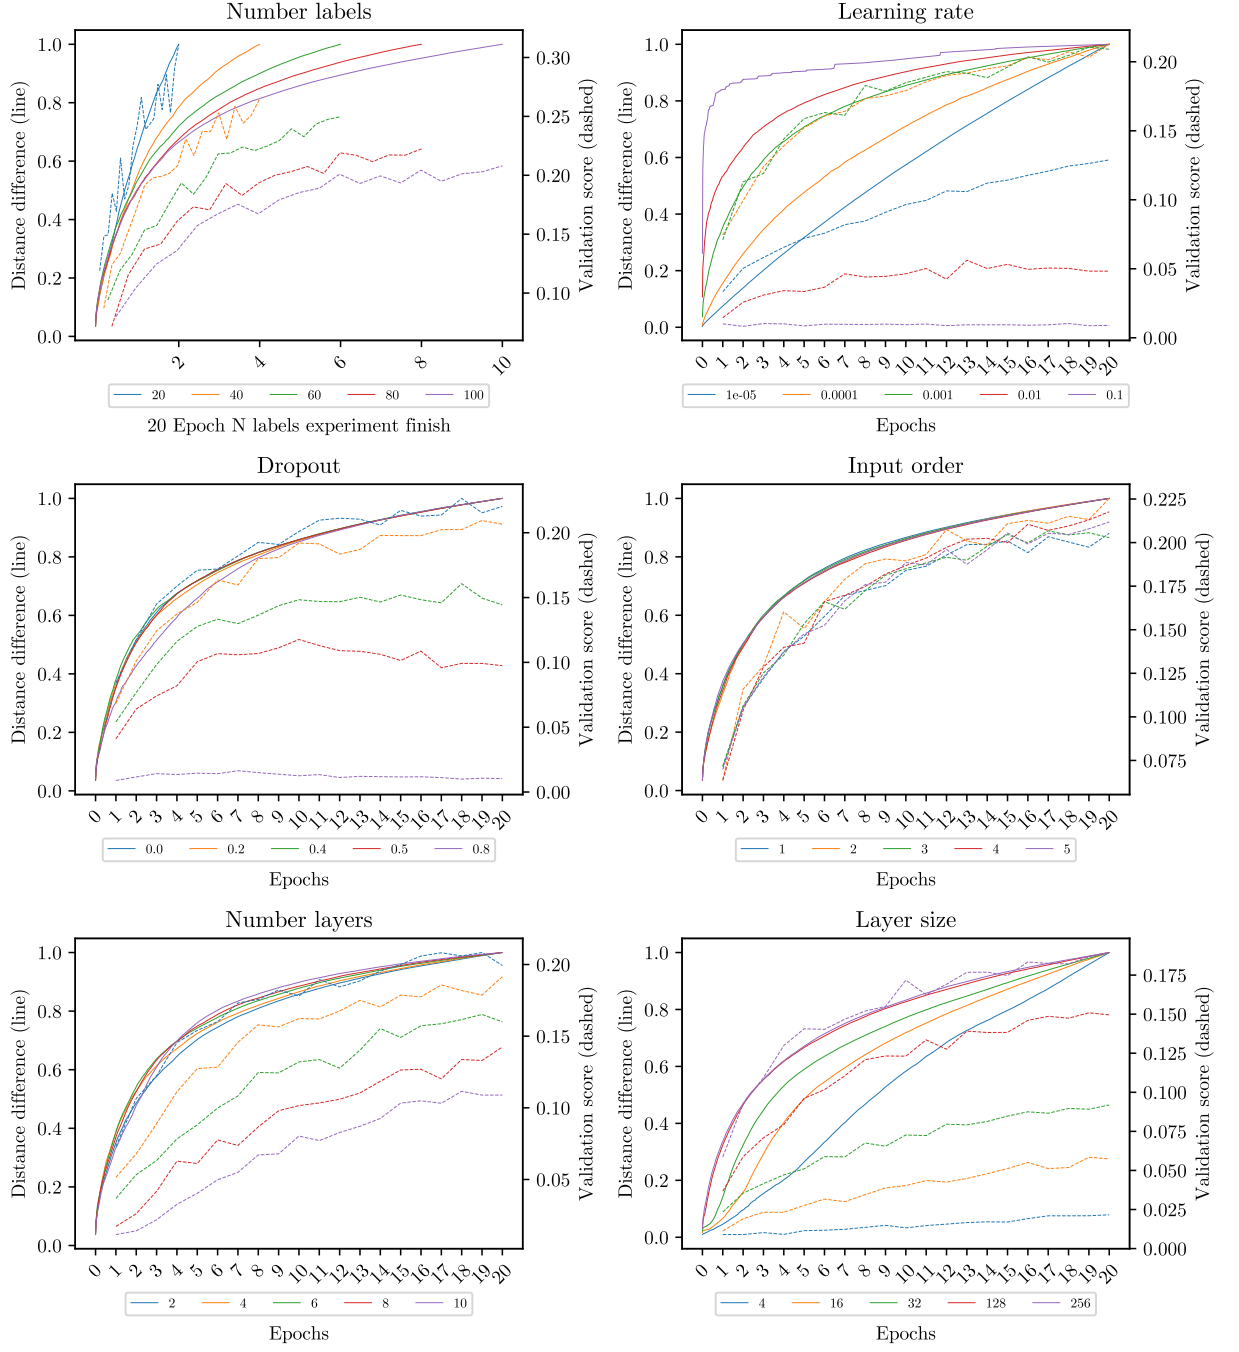 Number labels
Distance difference (line)
1.0
0.8
0.6
0.4
0.2
0.0
0.30
0.25
0.20
0.15
0.10
Validation score (dashed)
2 4 6 8 10
20 40 60 80 100
20 Epoch N labels experiment finish
Learning rate
Distance difference (line)
1.0
0.8
0.6
0.4
0.2
0.0
0.20
0.15
0.10
0.05
0.00
Validation score (dashed)
0 1 2 3 4 5 6 7 8 9 10 11 12 13 14 15 16 17 18 19 20
1e-05 0.0001 0.001 0.01 0.1
Epochs
Dropout
Distance difference (line)
1.0
0.8
0.6
0.4
0.2
0.0
0.20
0.15
0.10
0.05
0.00
Validation score (dashed)
0 1 2 3 4 5 6 7 8 9 10 11 12 13 14 15 16 17 18 19 20
0.0 0.2 0.4 0.5 0.8
Epochs
Input order
Distance difference (line)
1.0
0.8
0.6
0.4
0.2
0.0
0.225
0.200
0.175
0.150
0.125
0.100
0.075
Validation score (dashed)
0 1 2 3 4 5 6 7 8 9 10 11 12 13 14 15 16 17 18 19 20
1 2 3 4 5
Epochs
Number layers
Distance difference (line)
1.0
0.8
0.6
0.4
0.2
0.0
0.20
0.15
0.10
0.05
Validation score (dashed)
0 1 2 3 4 5 6 7 8 9 10 11 12 13 14 15 16 17 18 19 20
2 4 6 8 10
Epochs
Layer size
Distance difference (line)
1.0
0.8
0.6
0.4
0.2
0.0
0.175
0.150
0.125
0.100
0.075
0.050
0.025
0.000
Validation score (dashed)
0 1 2 3 4 5 6 7 8 9 10 11 12 13 14 15 16 17 18 19 20
4 16 32 128 256
Epochs